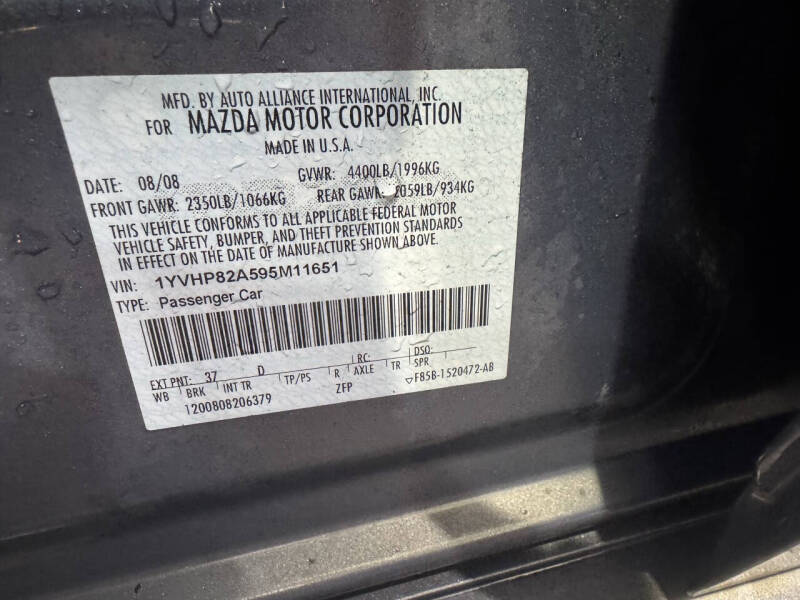 MFD. BY AUTO ALLIANCE INTERNATIONAL, INC.
FOR MAZDA MOTOR CORPORATION
MADE IN U.S.A.
DATE: 08/08 GVWR: 4400LB/1996KG
FRONT GAWR: 2350LB/1066KG REAR GAWR: 2059LB/934KG
THIS VEHICLE CONFORMS TO ALL APPLICABLE FEDERAL MOTOR
VEHICLE SAFETY, BUMPER, AND THEFT PREVENTION STANDARDS
IN EFFECT ON THE DATE OF MANUFACTURE SHOWN ABOVE.
VIN: 1YVHP82A595M11651
TYPE: Passenger Car
EXT PNT: 37 D RC: DSO:
WB BRK INT TR TP/PS R AXLE TR SPR
1200808206379 ZFP ▽F85B-1520472-AB